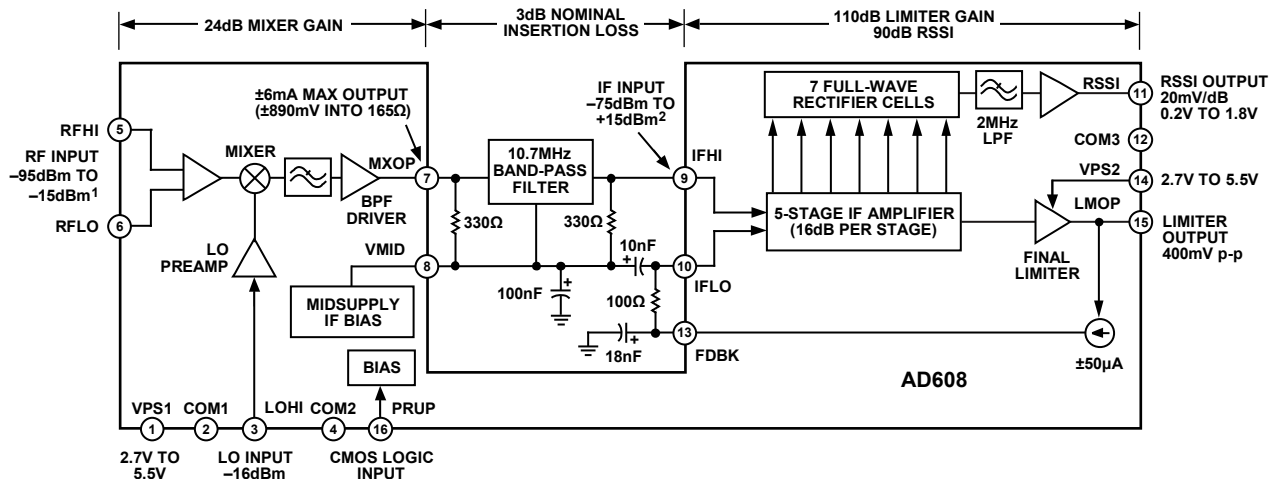 24dB MIXER GAIN
3dB NOMINAL
INSERTION LOSS
110dB LIMITER GAIN
90dB RSSI
±6mA MAX OUTPUT
(±890mV INTO 165Ω)
IF INPUT
–75dBm TO
+15dBm²
7 FULL-WAVE
RECTIFIER CELLS
2MHz
LPF
RSSI
11
RSSI OUTPUT
20mV/dB
0.2V TO 1.8V
COM3
12
VPS2
14
2.7V TO 5.5V
RFHI
5
RF INPUT
–95dBm TO
–15dBm¹
RFLO
6
MIXER
BPF
DRIVER
MXOP
7
10.7MHz
BAND-PASS
FILTER
IFHI
9
330Ω
330Ω
5-STAGE IF AMPLIFIER
(16dB PER STAGE)
LMOP
15
LIMITER
OUTPUT
400mV p-p
FINAL
LIMITER
LO
PREAMP
VMID
8
10nF
+
10
IFLO
MIDSUPPLY
IF BIAS
100nF
+
100Ω
18nF
+
13
FDBK
±50µA
BIAS
AD608
VPS1
COM1
LOHI
COM2
PRUP
1
2
3
4
16
2.7V TO
5.5V
LO INPUT
–16dBm
CMOS LOGIC
INPUT